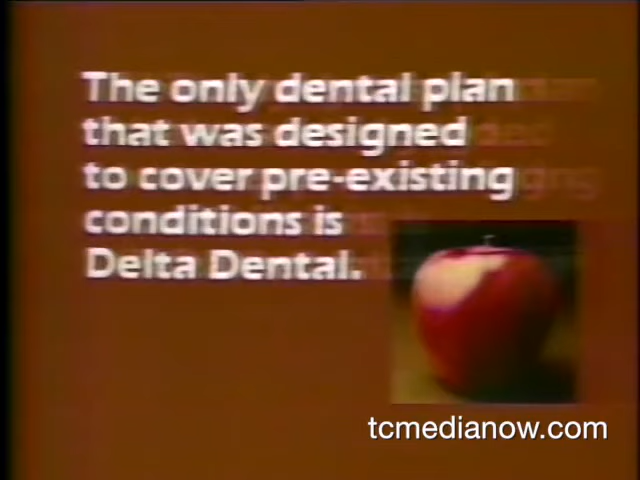 The only dental plan
that was designed
to cover pre-existing
conditions is
Delta Dental.
tcmedianow.com